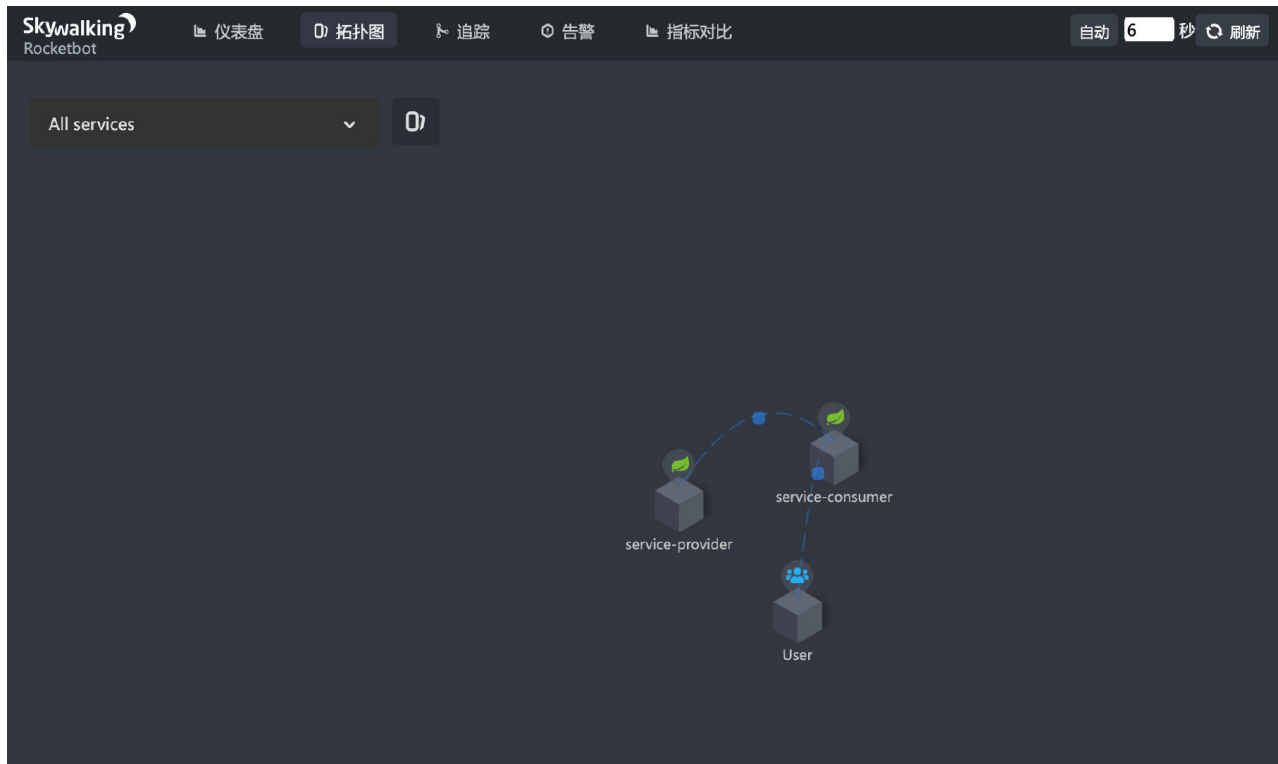 Skywalking
Rocketbot
仪表盘
拓扑图
追踪
告警
指标对比
自动 6 秒 刷新
All services
service-consumer
service-provider
User